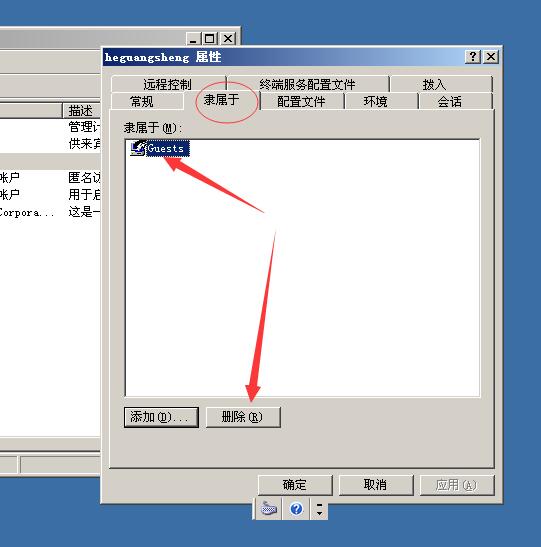 heguangsheng 属性
远程控制
终端服务配置文件
拨入
常规
隶属于
配置文件
环境
会话
隶属于(M):
Guests
描述
管理计
供来宾
帐户
匿名访
帐户
用于启
Corpora...
这是一
添加(D)...
删除(R)
确定
取消
应用(A)